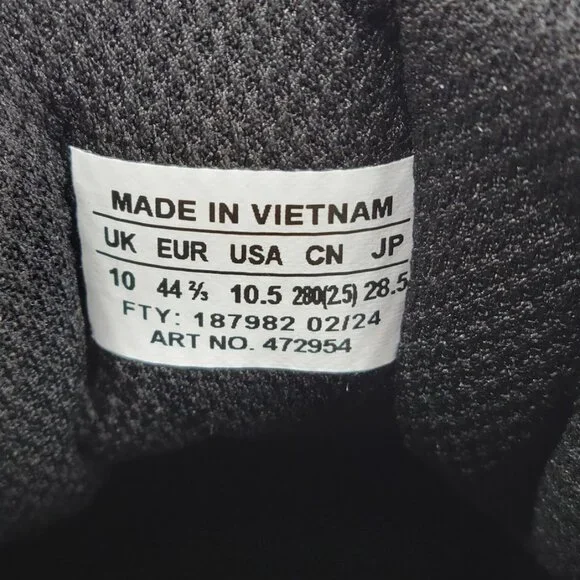 MADE IN VIETNAM
UK EUR USA CN JP
10 44 ⅔ 10.5 280(2.5) 28.5
FTY: 187982 02/24
ART NO. 472954